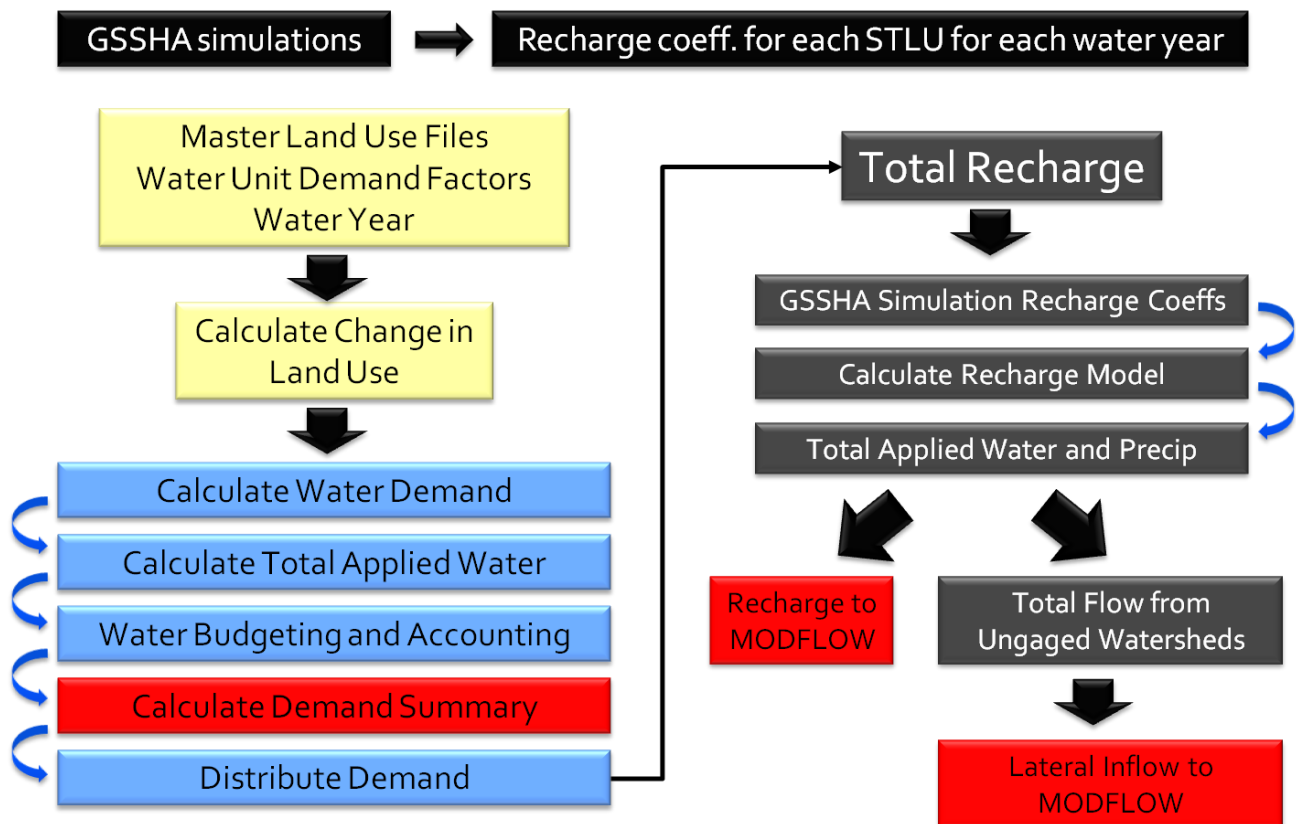 GSSHA simulations
Recharge coeff. for each STLU for each water year
Master Land Use Files
Water Unit Demand Factors
Water Year
Calculate Change in
Land Use
Calculate Water Demand
Calculate Total Applied Water
Water Budgeting and Accounting
Calculate Demand Summary
Distribute Demand
Total Recharge
GSSHA Simulation Recharge Coeffs
Calculate Recharge Model
Total Applied Water and Precip
Recharge to
MODFLOW
Total Flow from
Ungaged Watersheds
Lateral Inflow to
MODFLOW